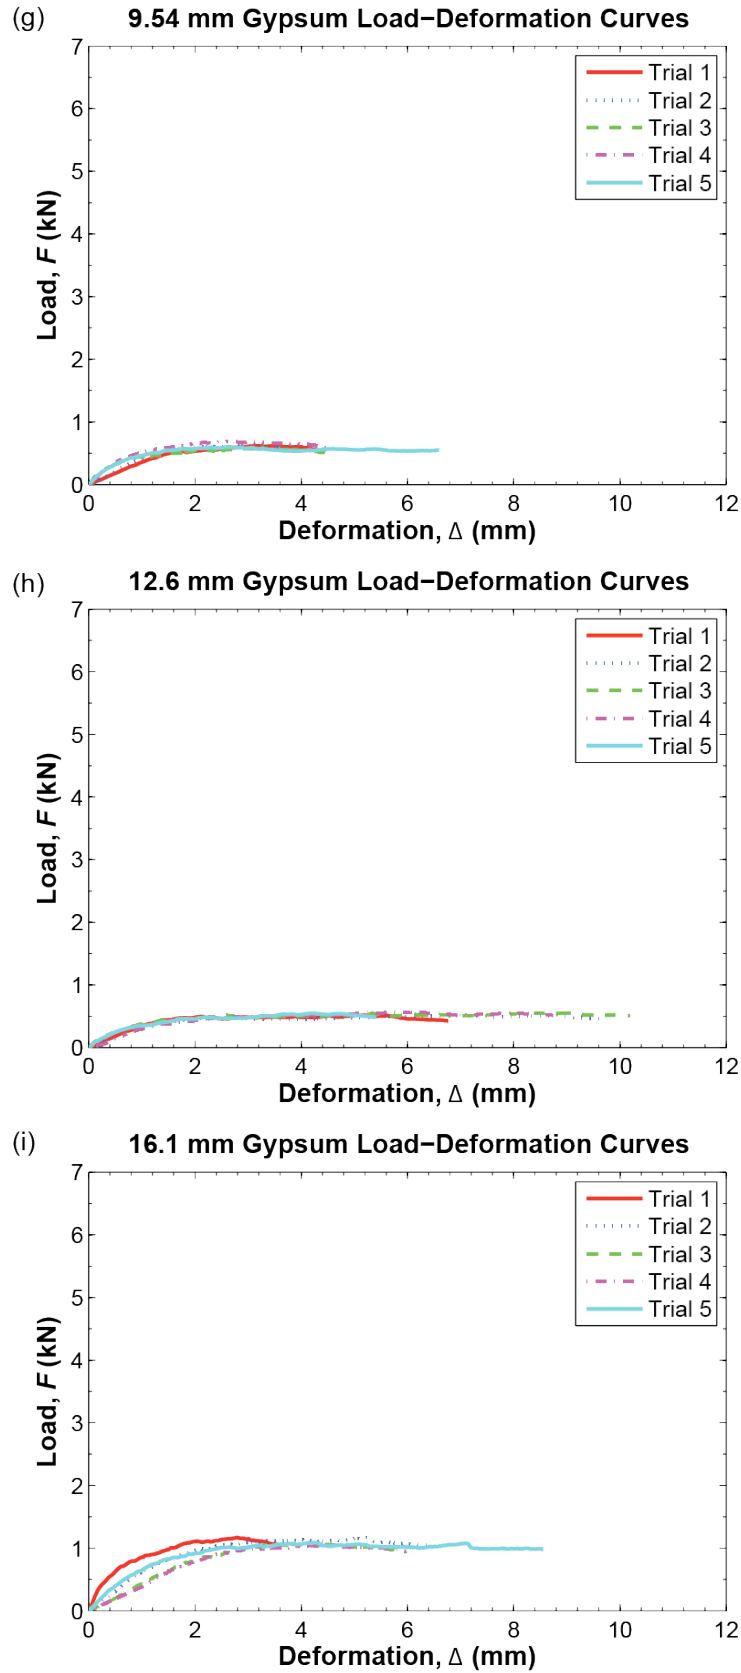 (g)
9.54 mm Gypsum Load−Deformation Curves
7
6
5
4
3
2
1
0
Load, F (kN)
Trial 1
Trial 2
Trial 3
Trial 4
Trial 5
0 2 4 6 8 10 12
Deformation, Δ (mm)
(h)
12.6 mm Gypsum Load−Deformation Curves
7
6
5
4
3
2
1
0
Load, F (kN)
Trial 1
Trial 2
Trial 3
Trial 4
Trial 5
0 2 4 6 8 10 12
Deformation, Δ (mm)
(i)
16.1 mm Gypsum Load−Deformation Curves
7
6
5
4
3
2
1
0
Load, F (kN)
Trial 1
Trial 2
Trial 3
Trial 4
Trial 5
0 2 4 6 8 10 12
Deformation, Δ (mm)